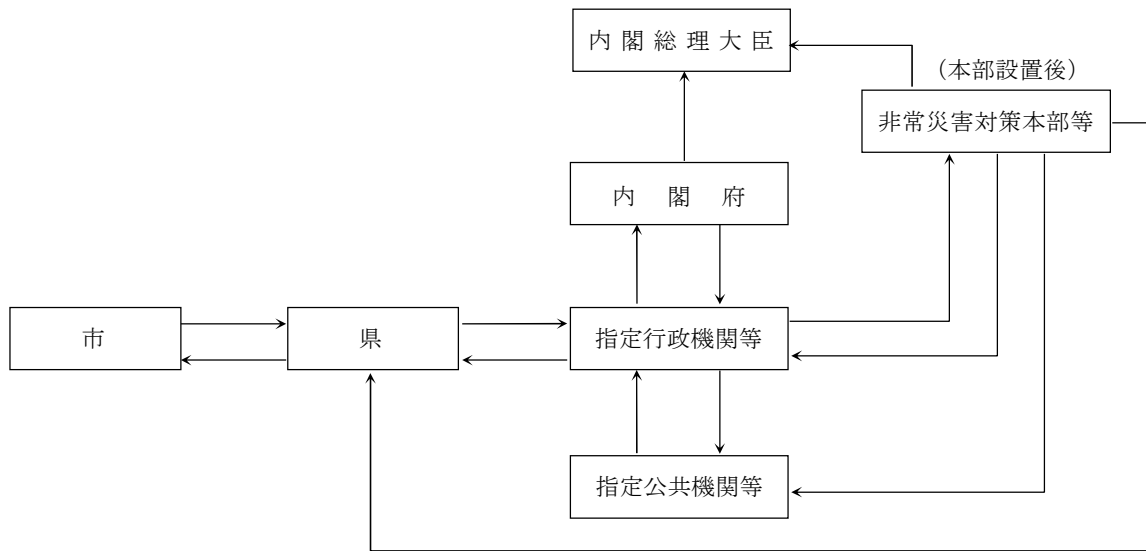 内閣総理大臣
（本部設置後）
非常災害対策本部等
内閣府
市
県
指定行政機関等
指定公共機関等